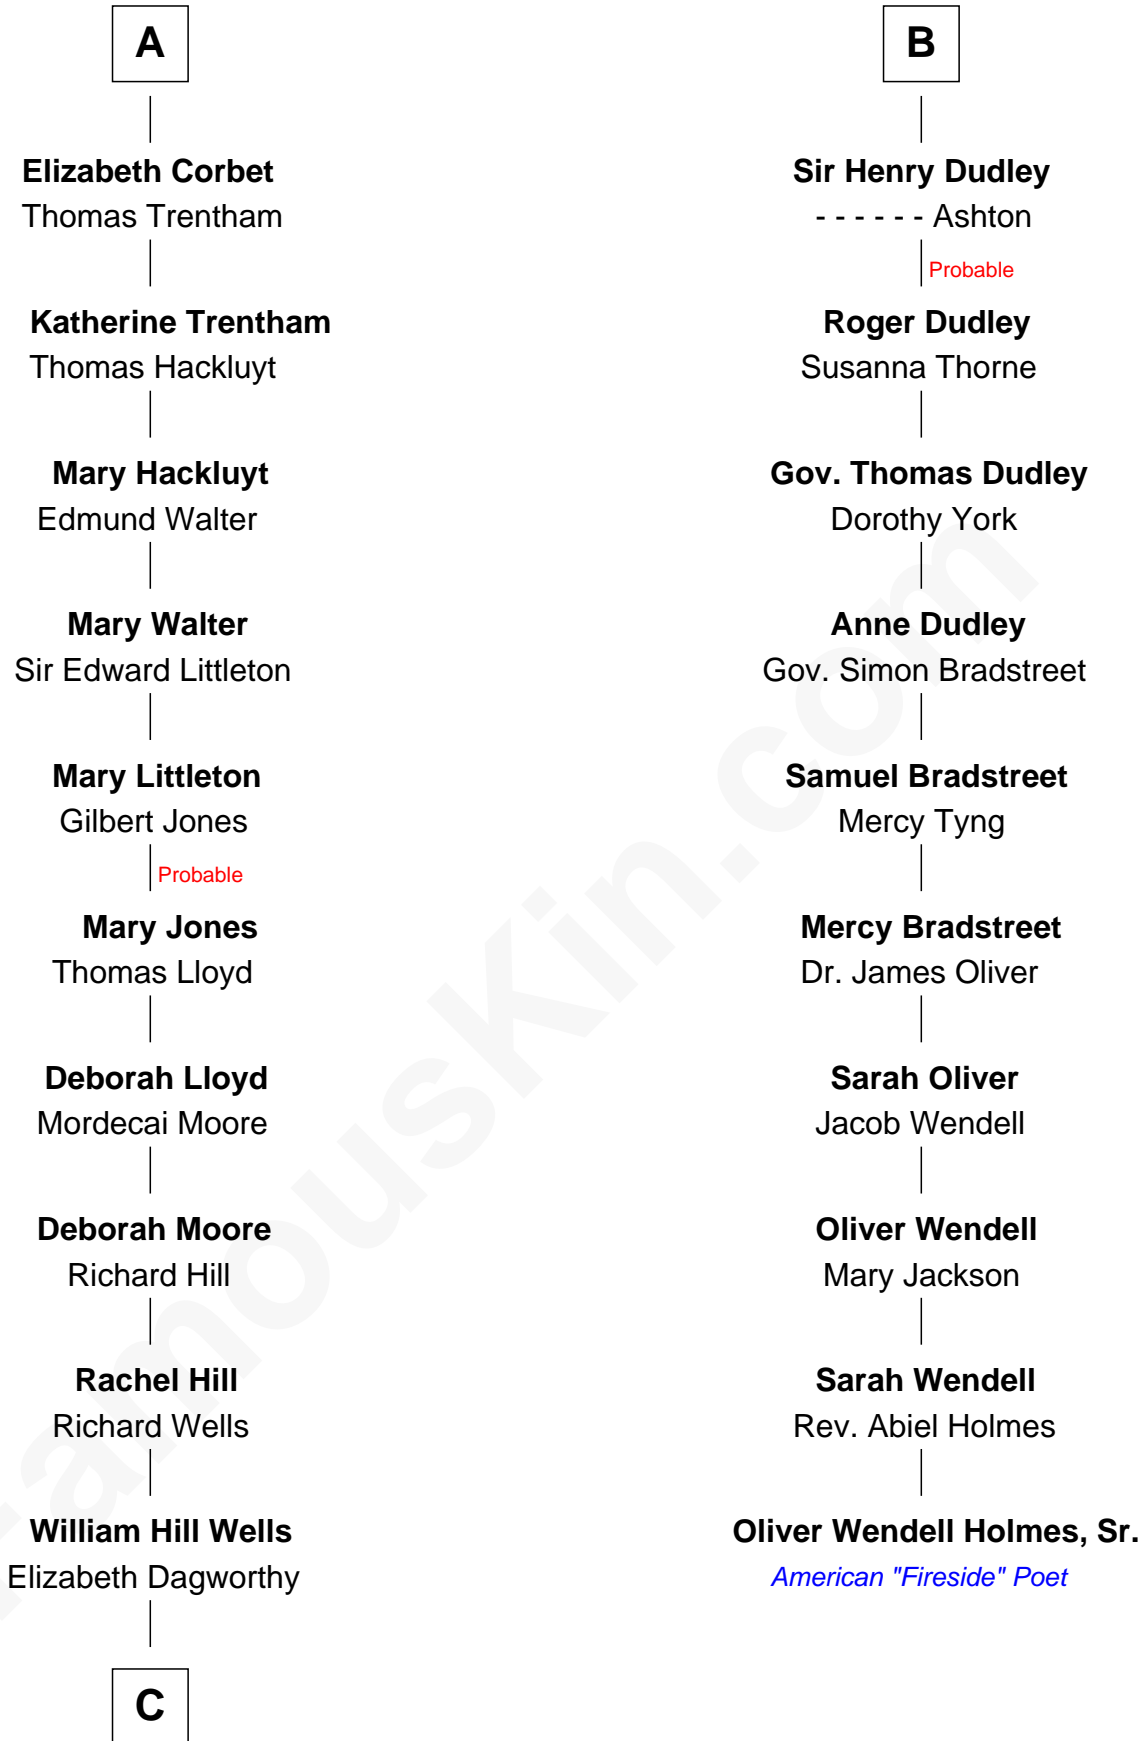 A
Elizabeth Corbet
Thomas Trentham
Katherine Trentham
Thomas Hackluyt
Mary Hackluyt
Edmund Walter
Mary Walter
Sir Edward Littleton
Mary Littleton
Gilbert Jones
Probable
Mary Jones
Thomas Lloyd
Deborah Lloyd
Mordecai Moore
Deborah Moore
Richard Hill
Rachel Hill
Richard Wells
William Hill Wells
Elizabeth Dagworthy
C
B
Sir Henry Dudley
- - - - - - Ashton
Probable
Roger Dudley
Susanna Thorne
Gov. Thomas Dudley
Dorothy York
Anne Dudley
Gov. Simon Bradstreet
Samuel Bradstreet
Mercy Tyng
Mercy Bradstreet
Dr. James Oliver
Sarah Oliver
Jacob Wendell
Oliver Wendell
Mary Jackson
Sarah Wendell
Rev. Abiel Holmes
Oliver Wendell Holmes, Sr.
American "Fireside" Poet
FamousKin.com